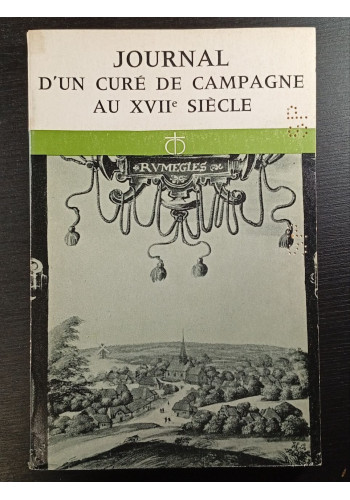 JOURNAL
D'UN CURÉ DE CAMPAGNE
AU XVIIe SIÈCLE
RVMEGIES